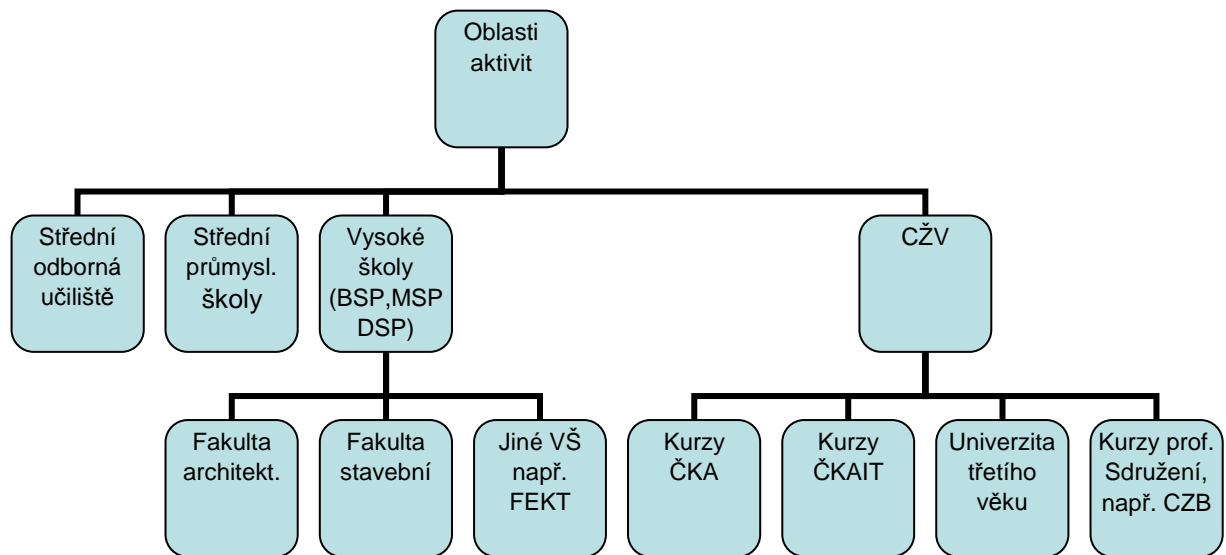 Oblasti
aktivit
Střední
odborná
učiliště
Střední
průmysl.
školy
Vysoké
školy
(BSP,MSP
DSP)
CŽV
Fakulta
architekt.
Fakulta
stavební
Jiné VŠ
např.
FEKT
Kurzy
ČKA
Kurzy
ČKAIT
Univerzita
třetího
věku
Kurzy prof.
Sdružení,
např. CZB